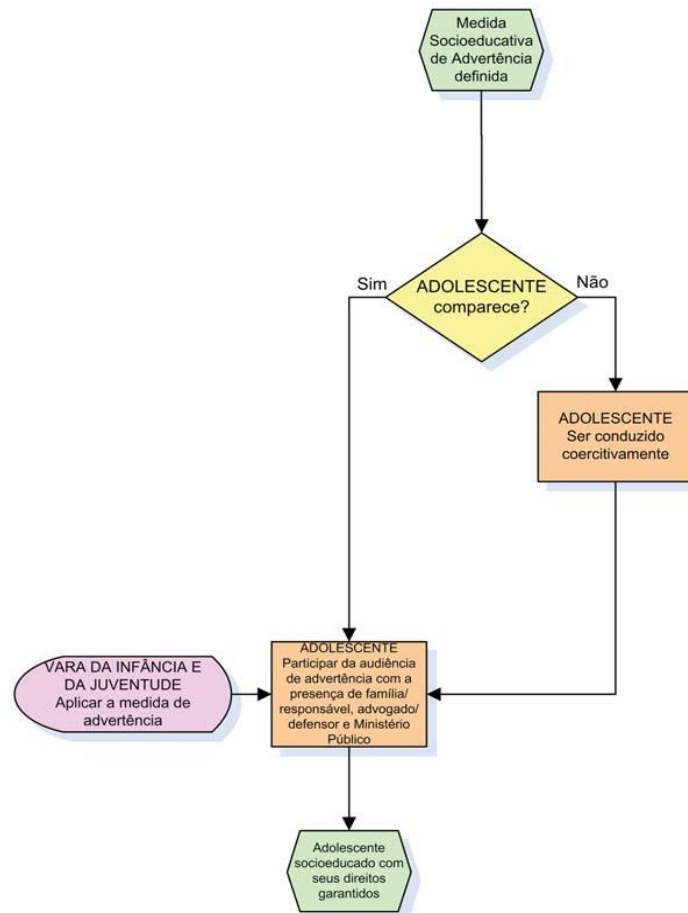 Medida
Socioeducativa
de Advertência
definida
Sim
ADOLESCENTE
comparece?
Não
ADOLESCENTE
Ser conduzido
coercitivamente
VARA DA INFÂNCIA E
DA JUVENTUDE
Aplicar a medida de
advertência
ADOLESCENTE
Participar da audiência
de advertência com a
presença de família/
responsável, advogado/
defensor e Ministério
Público
Adolescente
socioeducado com
seus direitos
garantidos